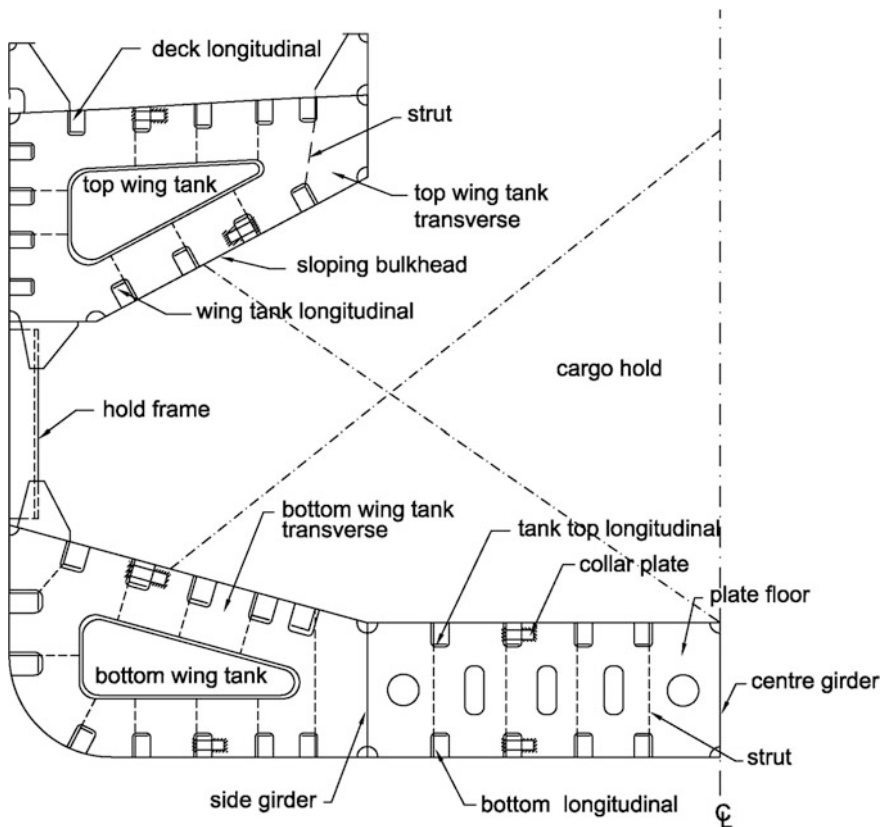 deck longitudinal
strut
top wing tank
top wing tank
transverse
sloping bulkhead
wing tank longitudinal
cargo hold
hold frame
bottom wing tank
transverse
tank top longitudinal
collar plate
plate floor
bottom wing tank
centre girder
strut
side girder
bottom longitudinal
℄